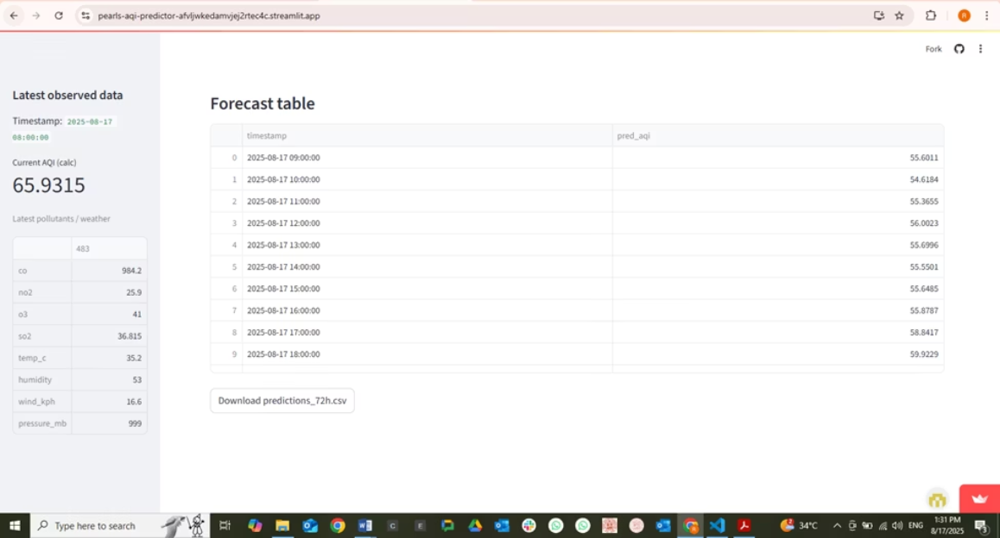 pearls-aqi-predictor-afvljwkedamvjej2rtec4c.streamlit.app
Fork
Latest observed data
Timestamp: 2025-08-17
08:00:00
Current AQI (calc)
65.9315
Latest pollutants / weather
483
co 984.2
no2 25.9
o3 41
so2 36.815
temp_c 35.2
humidity 53
wind_kph 16.6
pressure_mb 999
Forecast table
timestamp pred_aqi
0 2025-08-17 09:00:00 55.6011
1 2025-08-17 10:00:00 54.6184
2 2025-08-17 11:00:00 55.3655
3 2025-08-17 12:00:00 56.0023
4 2025-08-17 13:00:00 55.6996
5 2025-08-17 14:00:00 55.5501
6 2025-08-17 15:00:00 55.6485
7 2025-08-17 16:00:00 55.8787
8 2025-08-17 17:00:00 58.8417
9 2025-08-17 18:00:00 59.9229
Download predictions_72h.csv
Type here to search
34°C
ENG
1:31 PM
8/17/2025